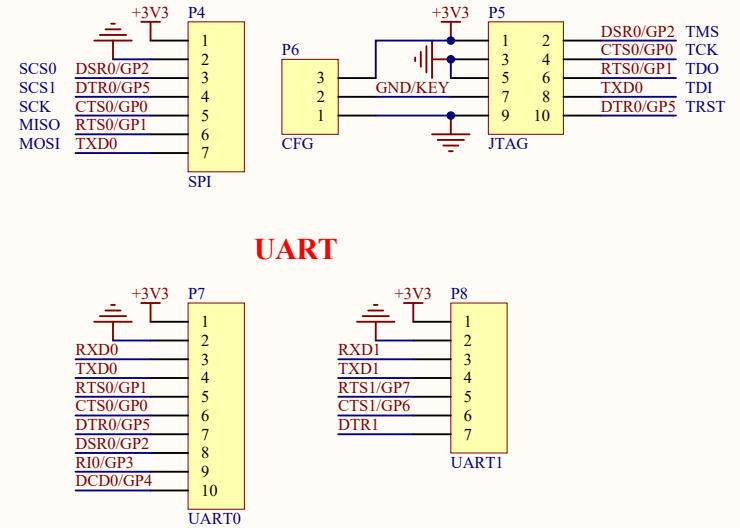 +3V3 P4
1
2
SCS0 DSR0/GP2 3
SCS1 DTR0/GP5 4
SCK CTS0/GP0 5
MISO RTS0/GP1 6
MOSI TXD0 7
SPI
P6
3
2
1
CFG
+3V3 P5
1 2 DSR0/GP2 TMS
3 4 CTS0/GP0 TCK
5 6 RTS0/GP1 TDO
GND/KEY 7 8 TXD0 TDI
9 10 DTR0/GP5 TRST
JTAG
UART
+3V3 P7
1
2
RXD0 3
TXD0 4
RTS0/GP1 5
CTS0/GP0 6
DTR0/GP5 7
DSR0/GP2 8
RI0/GP3 9
DCD0/GP4 10
UART0
+3V3 P8
1
2
RXD1 3
TXD1 4
RTS1/GP7 5
CTS1/GP6 6
DTR1 7
UART1